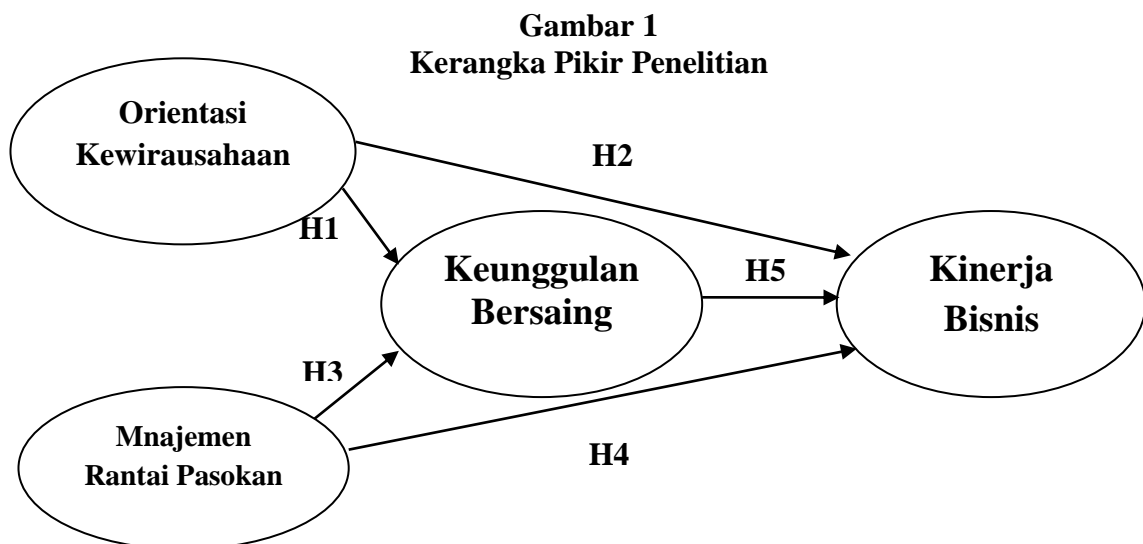 Gambar 1
Kerangka Pikir Penelitian
Orientasi
Kewirausahaan
H2
H1
Keunggulan
Bersaing
H5
Kinerja
Bisnis
H3
Mnajemen
Rantai Pasokan
H4